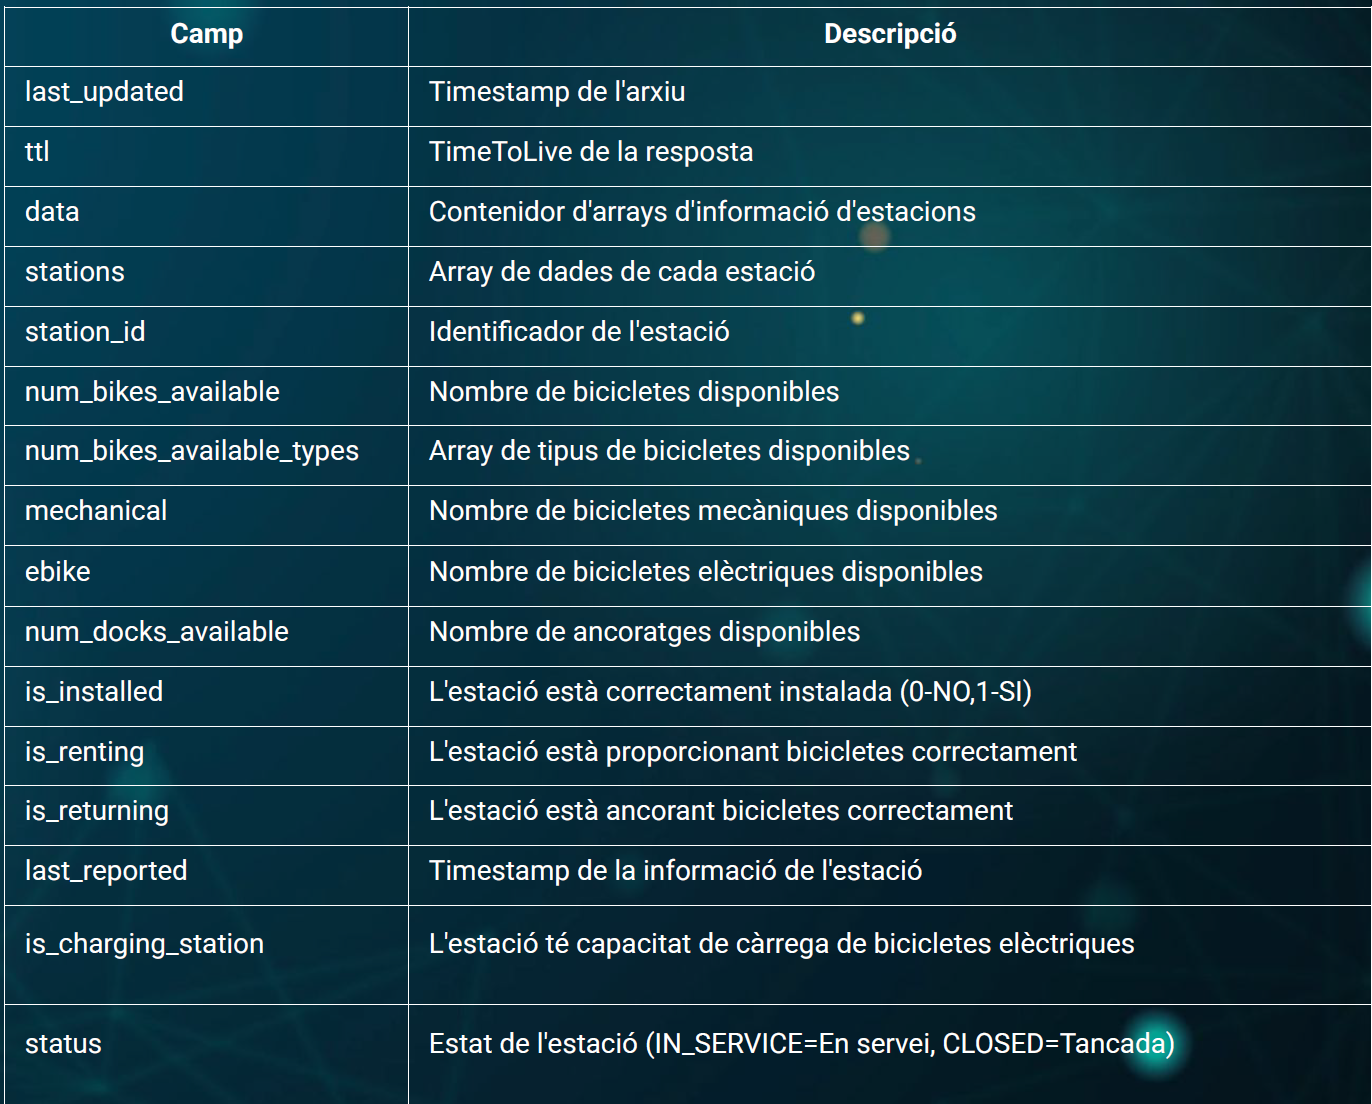 Camp Descripció
last_updated Timestamp de l'arxiu
ttl TimeToLive de la resposta
data Contenidor d'arrays d'informació d'estacions
stations Array de dades de cada estació
station_id Identificador de l'estació
num_bikes_available Nombre de bicicletes disponibles
num_bikes_available_types Array de tipus de bicicletes disponibles
mechanical Nombre de bicicletes mecàniques disponibles
ebike Nombre de bicicletes elèctriques disponibles
num_docks_available Nombre de ancoratges disponibles
is_installed L'estació està correctament instalada (0-NO,1-SI)
is_renting L'estació està proporcionant bicicletes correctament
is_returning L'estació està ancorant bicicletes correctament
last_reported Timestamp de la informació de l'estació
is_charging_station L'estació té capacitat de càrrega de bicicletes elèctriques
status Estat de l'estació (IN_SERVICE=En servei, CLOSED=Tancada)